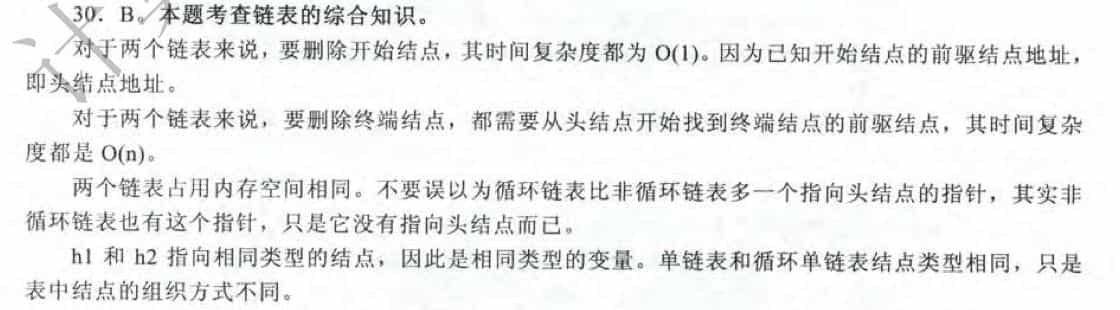 30. B。本题考查链表的综合知识。
对于两个链表来说，要删除开始结点，其时间复杂度都为 O(1)。因为已知开始结点的前驱结点地址，
即头结点地址。
对于两个链表来说，要删除终端结点，都需要从头结点开始找到终端结点的前驱结点，其时间复杂
度都是 O(n)。
两个链表占用内存空间相同。不要误以为循环链表比非循环链表多一个指向头结点的指针，其实非
循环链表也有这个指针，只是它没有指向头结点而已。
h1 和 h2 指向相同类型的结点，因此是相同类型的变量。单链表和循环单链表结点类型相同，只是
表中结点的组织方式不同。